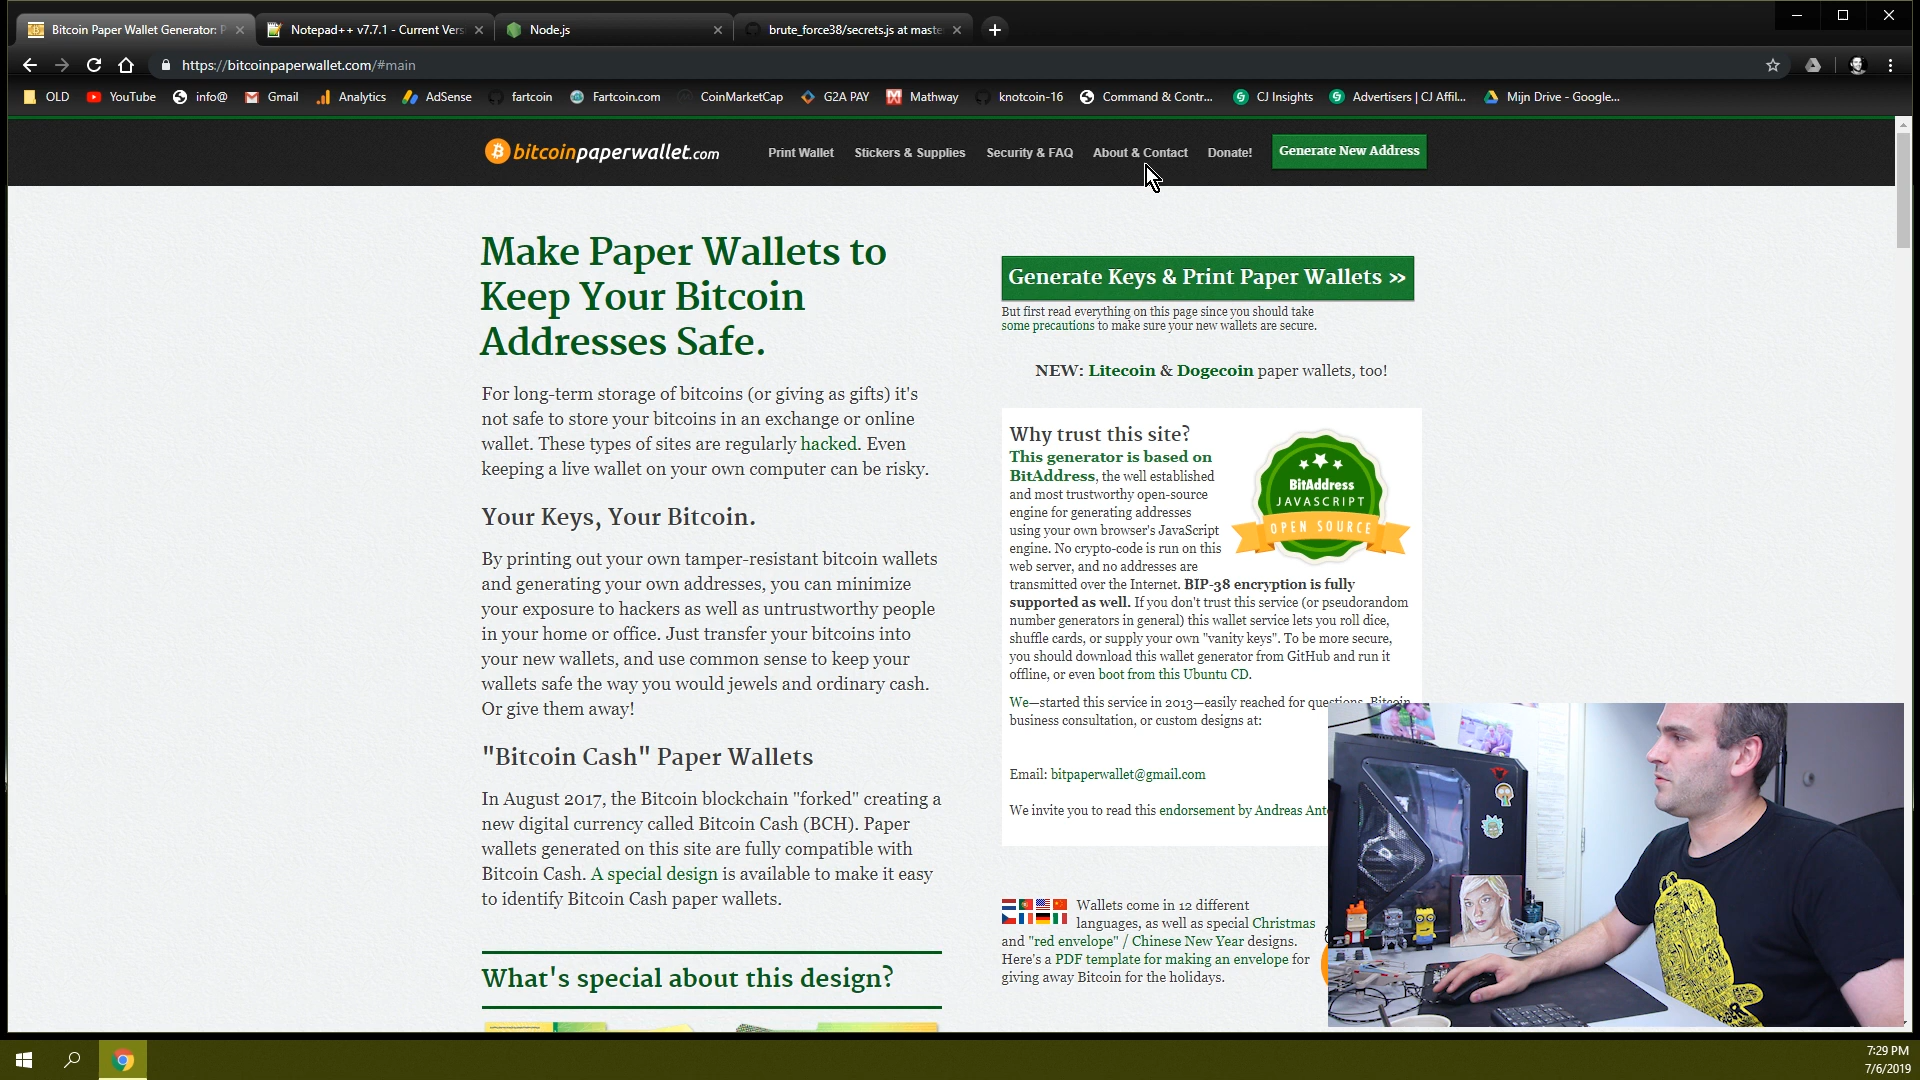 Bitcoin Paper Wallet Generator: P
Notepad++ v7.7.1 - Current Vers
Node.js
brute_force38/secrets.js at maste
https://bitcoinpaperwallet.com/#main
OLD
YouTube
info@
Gmail
Analytics
AdSense
fartcoin
Fartcoin.com
CoinMarketCap
G2A PAY
Mathway
knotcoin-16
Command & Contr...
CJ Insights
Advertisers | CJ Affil...
Mijn Drive - Google...
bitcoinpaperwallet.com
Print Wallet
Stickers & Supplies
Security & FAQ
About & Contact
Donate!
Generate New Address
Make Paper Wallets to
Keep Your Bitcoin
Addresses Safe.
For long-term storage of bitcoins (or giving as gifts) it's
not safe to store your bitcoins in an exchange or online
wallet. These types of sites are regularly hacked. Even
keeping a live wallet on your own computer can be risky.
Your Keys, Your Bitcoin.
By printing out your own tamper-resistant bitcoin wallets
and generating your own addresses, you can minimize
your exposure to hackers as well as untrustworthy people
in your home or office. Just transfer your bitcoins into
your new wallets, and use common sense to keep your
wallets safe the way you would jewels and ordinary cash.
Or give them away!
"Bitcoin Cash" Paper Wallets
In August 2017, the Bitcoin blockchain "forked" creating a
new digital currency called Bitcoin Cash (BCH). Paper
wallets generated on this site are fully compatible with
Bitcoin Cash. A special design is available to make it easy
to identify Bitcoin Cash paper wallets.
What's special about this design?
Generate Keys & Print Paper Wallets »
But first read everything on this page since you should take
some precautions to make sure your new wallets are secure.
NEW: Litecoin & Dogecoin paper wallets, too!
Why trust this site?
This generator is based on
BitAddress, the well established
and most trustworthy open-source
engine for generating addresses
using your own browser's JavaScript
engine. No crypto-code is run on this
web server, and no addresses are
transmitted over the Internet. BIP-38 encryption is fully
supported as well. If you don't trust this service (or pseudorandom
number generators in general) this wallet service lets you roll dice,
shuffle cards, or supply your own "vanity keys". To be more secure,
you should download this wallet generator from GitHub and run it
offline, or even boot from this Ubuntu CD.
BitAddress
JAVASCRIPT
OPEN SOURCE
We—started this service in 2013—easily reached for questions, Bitcoin
business consultation, or custom designs at:
Email: bitpaperwallet@gmail.com
We invite you to read this endorsement by Andreas Anto
Wallets come in 12 different
languages, as well as special Christmas
and "red envelope" / Chinese New Year designs.
Here's a PDF template for making an envelope for
giving away Bitcoin for the holidays.
7:29 PM
7/6/2019